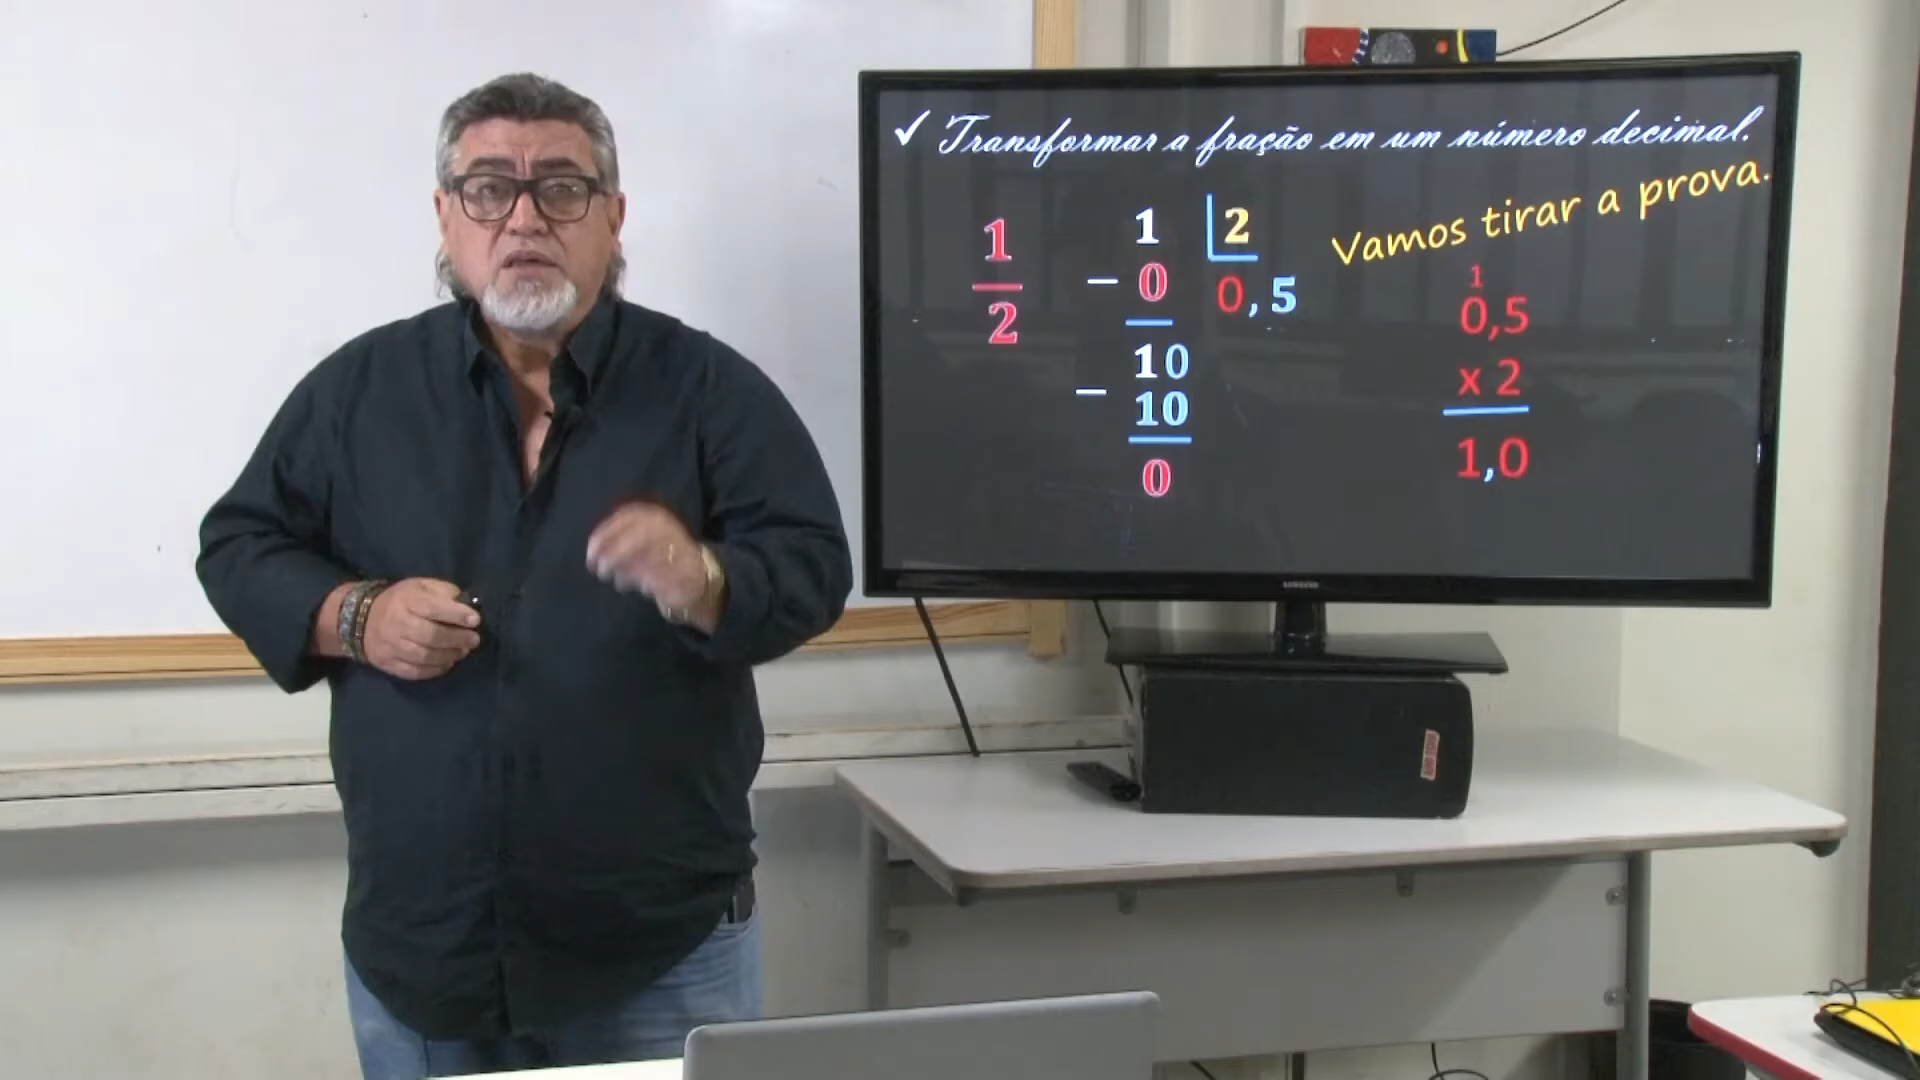 ✓ Transformar a fração em um número decimal.
Vamos tirar a prova.
1
2
1 2
− 0 0,5
10
− 10
0
1
0,5
x 2
1,0
SAMSUNG